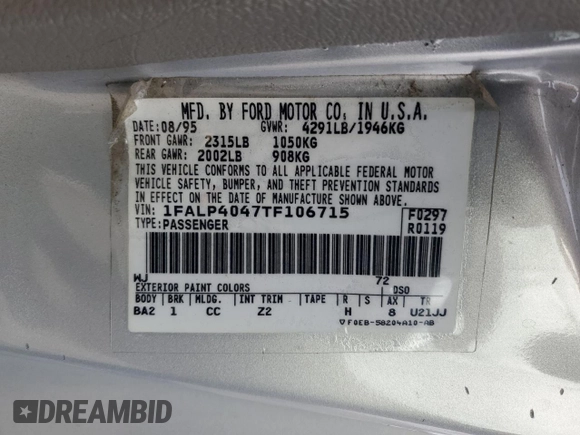 MFD. BY FORD MOTOR CO. IN U.S.A.
DATE: 08/95 GVWR: 4291LB/1946KG
FRONT GAWR: 2315LB 1050KG
REAR GAWR: 2002LB 908KG
THIS VEHICLE CONFORMS TO ALL APPLICABLE FEDERAL MOTOR
VEHICLE SAFETY, BUMPER, AND THEFT PREVENTION STANDARDS
IN EFFECT ON THE DATE OF MANUFACTURE SHOWN ABOVE.
VIN: 1FALP4047TF106715 F0297
TYPE: PASSENGER R0119
WJ 72
EXTERIOR PAINT COLORS DSO
BODY BRK MLDG. INT TRIM TAPE R S AX TR
BA2 1 CC Z2 H 8 U21JJ
▽F0EB-58204A10-AB
DREAMBID